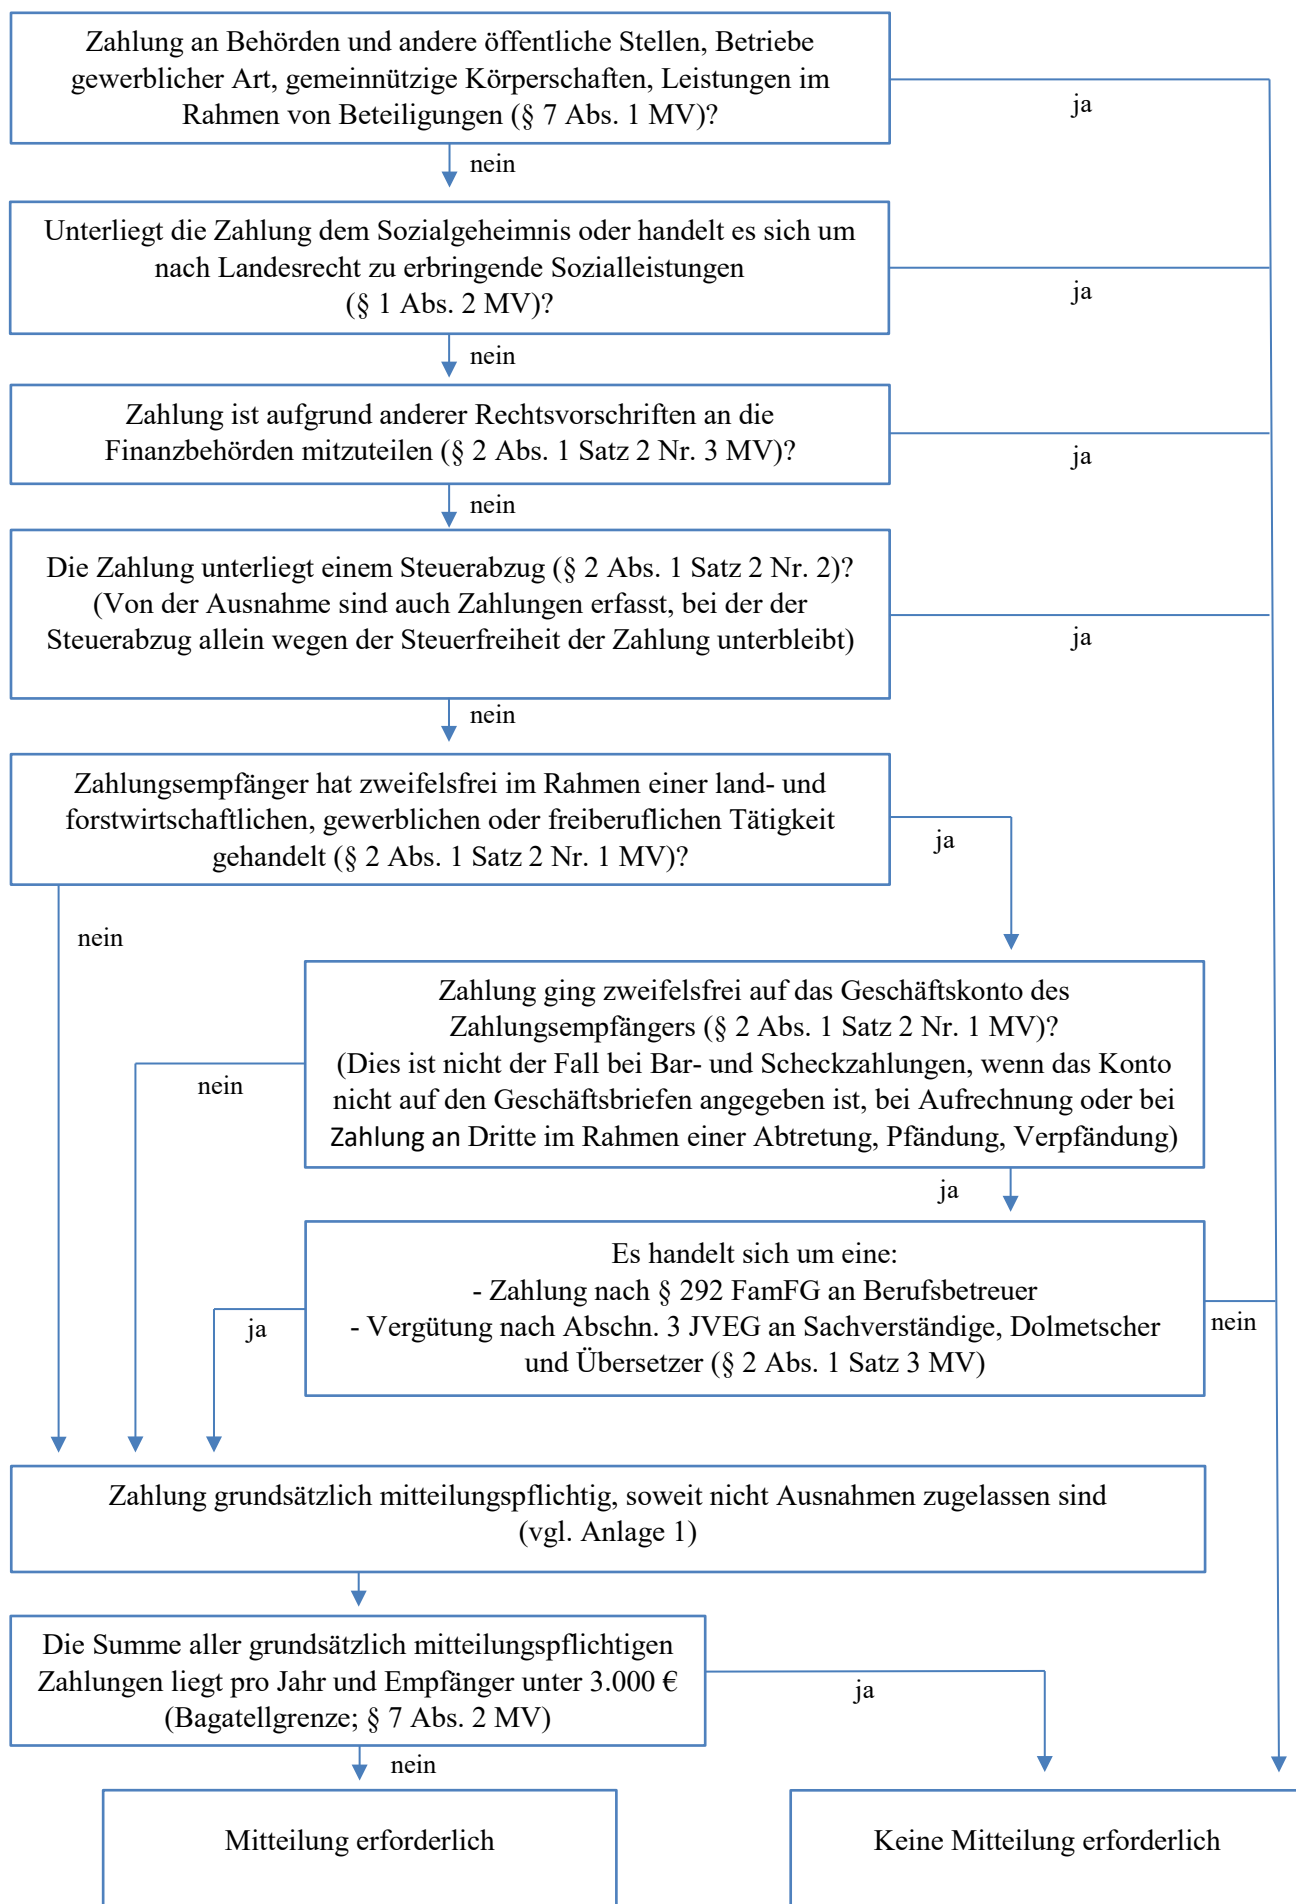 Zahlung an Behörden und andere öffentliche Stellen, Betriebe
gewerblicher Art, gemeinnützige Körperschaften, Leistungen im
Rahmen von Beteiligungen (§ 7 Abs. 1 MV)?
ja
nein
Unterliegt die Zahlung dem Sozialgeheimnis oder handelt es sich um
nach Landesrecht zu erbringende Sozialleistungen
(§ 1 Abs. 2 MV)?
ja
nein
Zahlung ist aufgrund anderer Rechtsvorschriften an die
Finanzbehörden mitzuteilen (§ 2 Abs. 1 Satz 2 Nr. 3 MV)?
ja
nein
Die Zahlung unterliegt einem Steuerabzug (§ 2 Abs. 1 Satz 2 Nr. 2)?
(Von der Ausnahme sind auch Zahlungen erfasst, bei der der
Steuerabzug allein wegen der Steuerfreiheit der Zahlung unterbleibt)
ja
nein
Zahlungsempfänger hat zweifelsfrei im Rahmen einer land- und
forstwirtschaftlichen, gewerblichen oder freiberuflichen Tätigkeit
gehandelt (§ 2 Abs. 1 Satz 2 Nr. 1 MV)?
ja
nein
Zahlung ging zweifelsfrei auf das Geschäftskonto des
Zahlungsempfängers (§ 2 Abs. 1 Satz 2 Nr. 1 MV)?
(Dies ist nicht der Fall bei Bar- und Scheckzahlungen, wenn das Konto
nicht auf den Geschäftsbriefen angegeben ist, bei Aufrechnung oder bei
Zahlung an Dritte im Rahmen einer Abtretung, Pfändung, Verpfändung)
nein
ja
Es handelt sich um eine:
- Zahlung nach § 292 FamFG an Berufsbetreuer
- Vergütung nach Abschn. 3 JVEG an Sachverständige, Dolmetscher
und Übersetzer (§ 2 Abs. 1 Satz 3 MV)
ja
nein
Zahlung grundsätzlich mitteilungspflichtig, soweit nicht Ausnahmen zugelassen sind
(vgl. Anlage 1)
Die Summe aller grundsätzlich mitteilungspflichtigen
Zahlungen liegt pro Jahr und Empfänger unter 3.000 €
(Bagatellgrenze; § 7 Abs. 2 MV)
ja
nein
Mitteilung erforderlich
Keine Mitteilung erforderlich